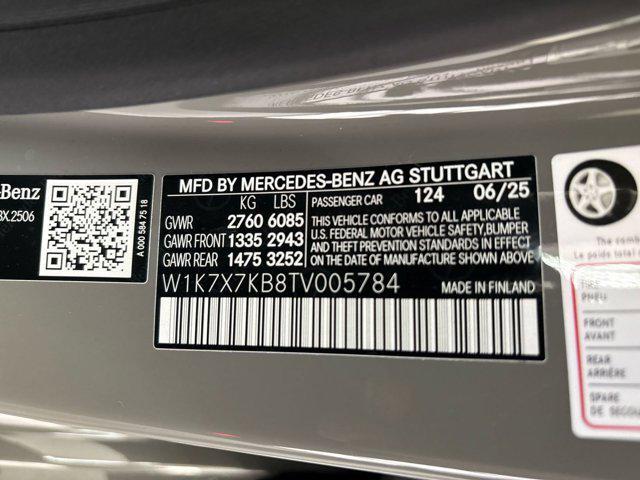 -Benz
BX.2506
A 000 584 75 18
MFD BY MERCEDES-BENZ AG STUTTGART
KG LBS
GWR 2760 6085
GAWR FRONT 1335 2943
GAWR REAR 1475 3252
PASSENGER CAR 124 06/25
THIS VEHICLE CONFORMS TO ALL APPLICABLE
U.S. FEDERAL MOTOR VEHICLE SAFETY, BUMPER
AND THEFT PREVENTION STANDARDS IN EFFECT
ON THE DATE OF MANUFACTURE SHOWN ABOVE.
W1K7X7KB8TV005784 MADE IN FINLAND
The comb
Le poids total
TIRE
PNEU
FRONT
AVANT
REAR
ARRIÈRE
SPARE
DE SECOU